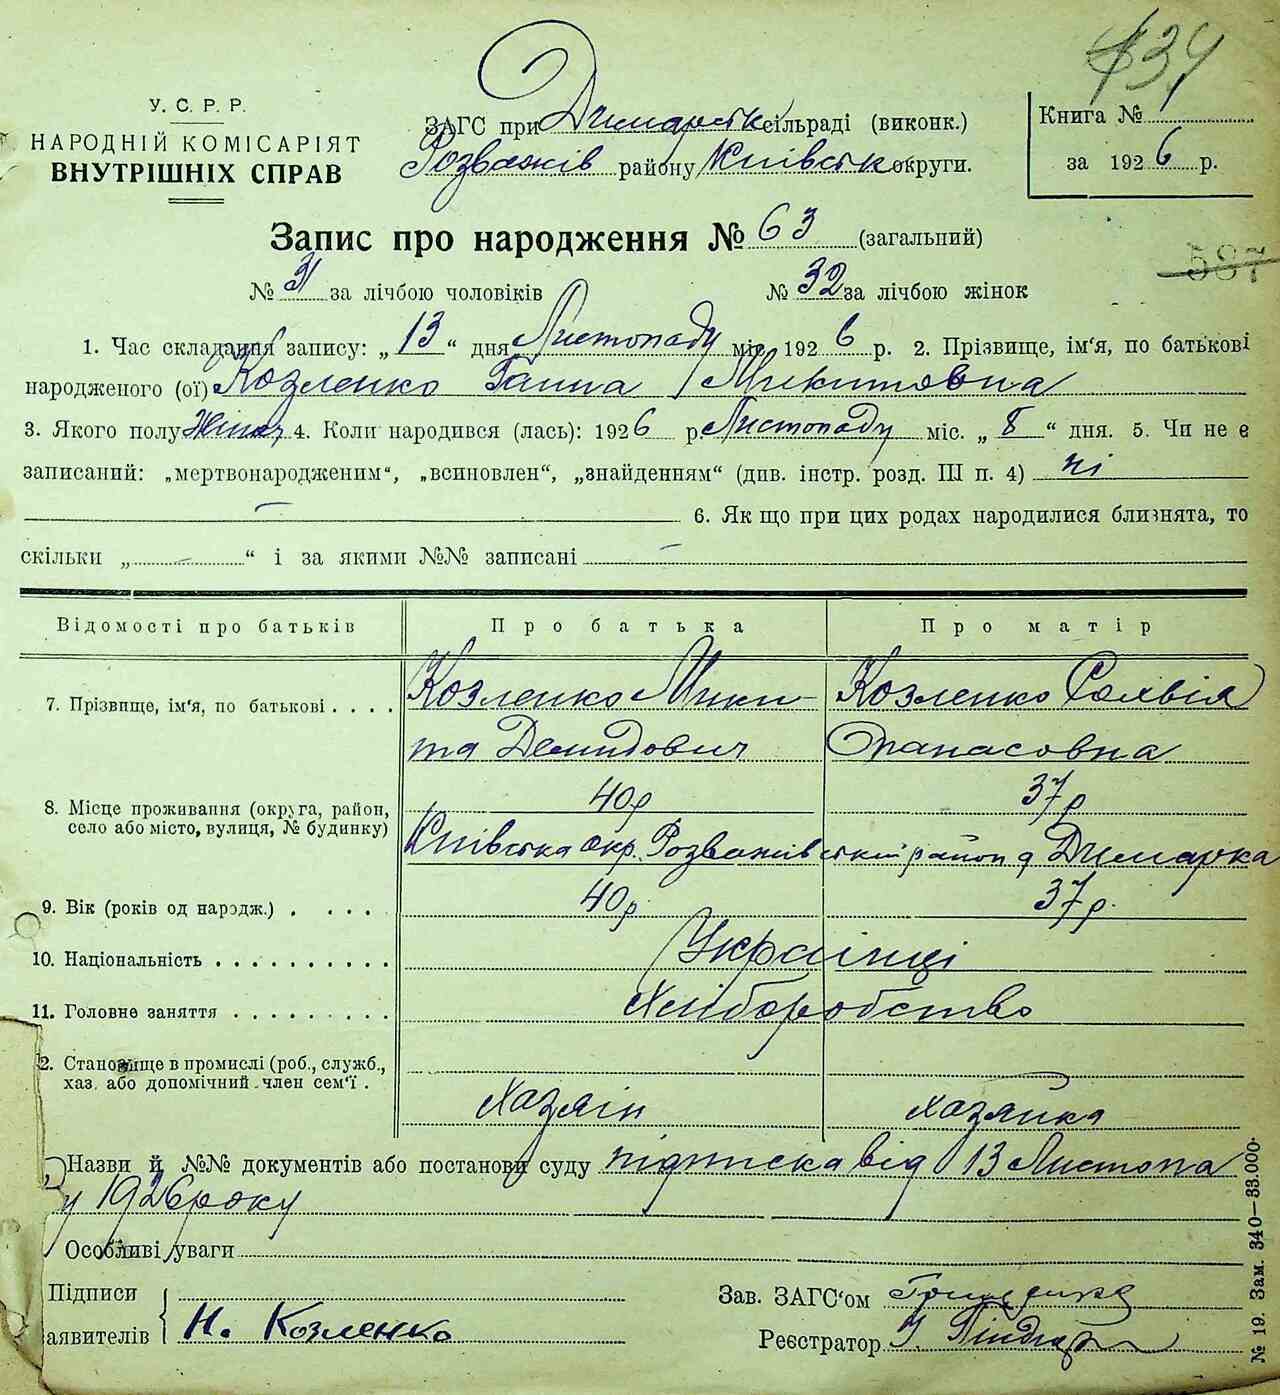 У. С. Р. Р.
НАРОДНІЙ КОМІСАРІЯТ
ВНУТРІШНІХ СПРАВ
ЗАГС при Димарськ сільраді (виконк.)
Розважів району Київськ округи.
Книга № 1
за 1926 р.
Запис про народження № 63 (загальний)
587
№ 31 за лічбою чоловіків № 32 за лічбою жінок
1. Час складання запису: „13“ дня Листопаду міс. 1926 р. 2. Прізвище, ім'я, по батькові
народженого (ої) Козленко Ганна Микитовна
3. Якого полу Жіноч 4. Коли народився (лась): 1926 р Листопаду міс. „8“ дня. 5. Чи не є
записаний: „мертвонародженим“, „всиновлен“, „знайденням“ (див. інстр. розд. III п. 4) ні
6. Як що при цих родах народилися близнята, то
скільки „ “ і за якими №№ записані
Відомості про батьків Про батька Про матір
7. Прізвище, ім'я, по батькові . . . . Козленко Мики- Козленко Соловія
та Демидович Опанасовна
40р 37р
8. Місце проживання (округа, район,
село або місто, вулиця, № будинку)
Київська окр. Розважівський район с Димарка
9. Вік (років од народж.) . . . . . 40р. 37р.
10. Національність . . . . . . . . . . Українці
11. Головне заняття . . . . . . . . . Хліборобство
2. Становище в промислі (роб., служб.,
хаз. або допомічний член сем'ї .
Хазяїн Хазяйка
Назви й №№ документів або постанови суду підписка від 13 Листопа
ду 1926 року
Особливі уваги
Підписи
аявителів
Н. Козленко
Зав. ЗАГС'ом
Реєстратор
№ 19. Зам. 340—33.000.